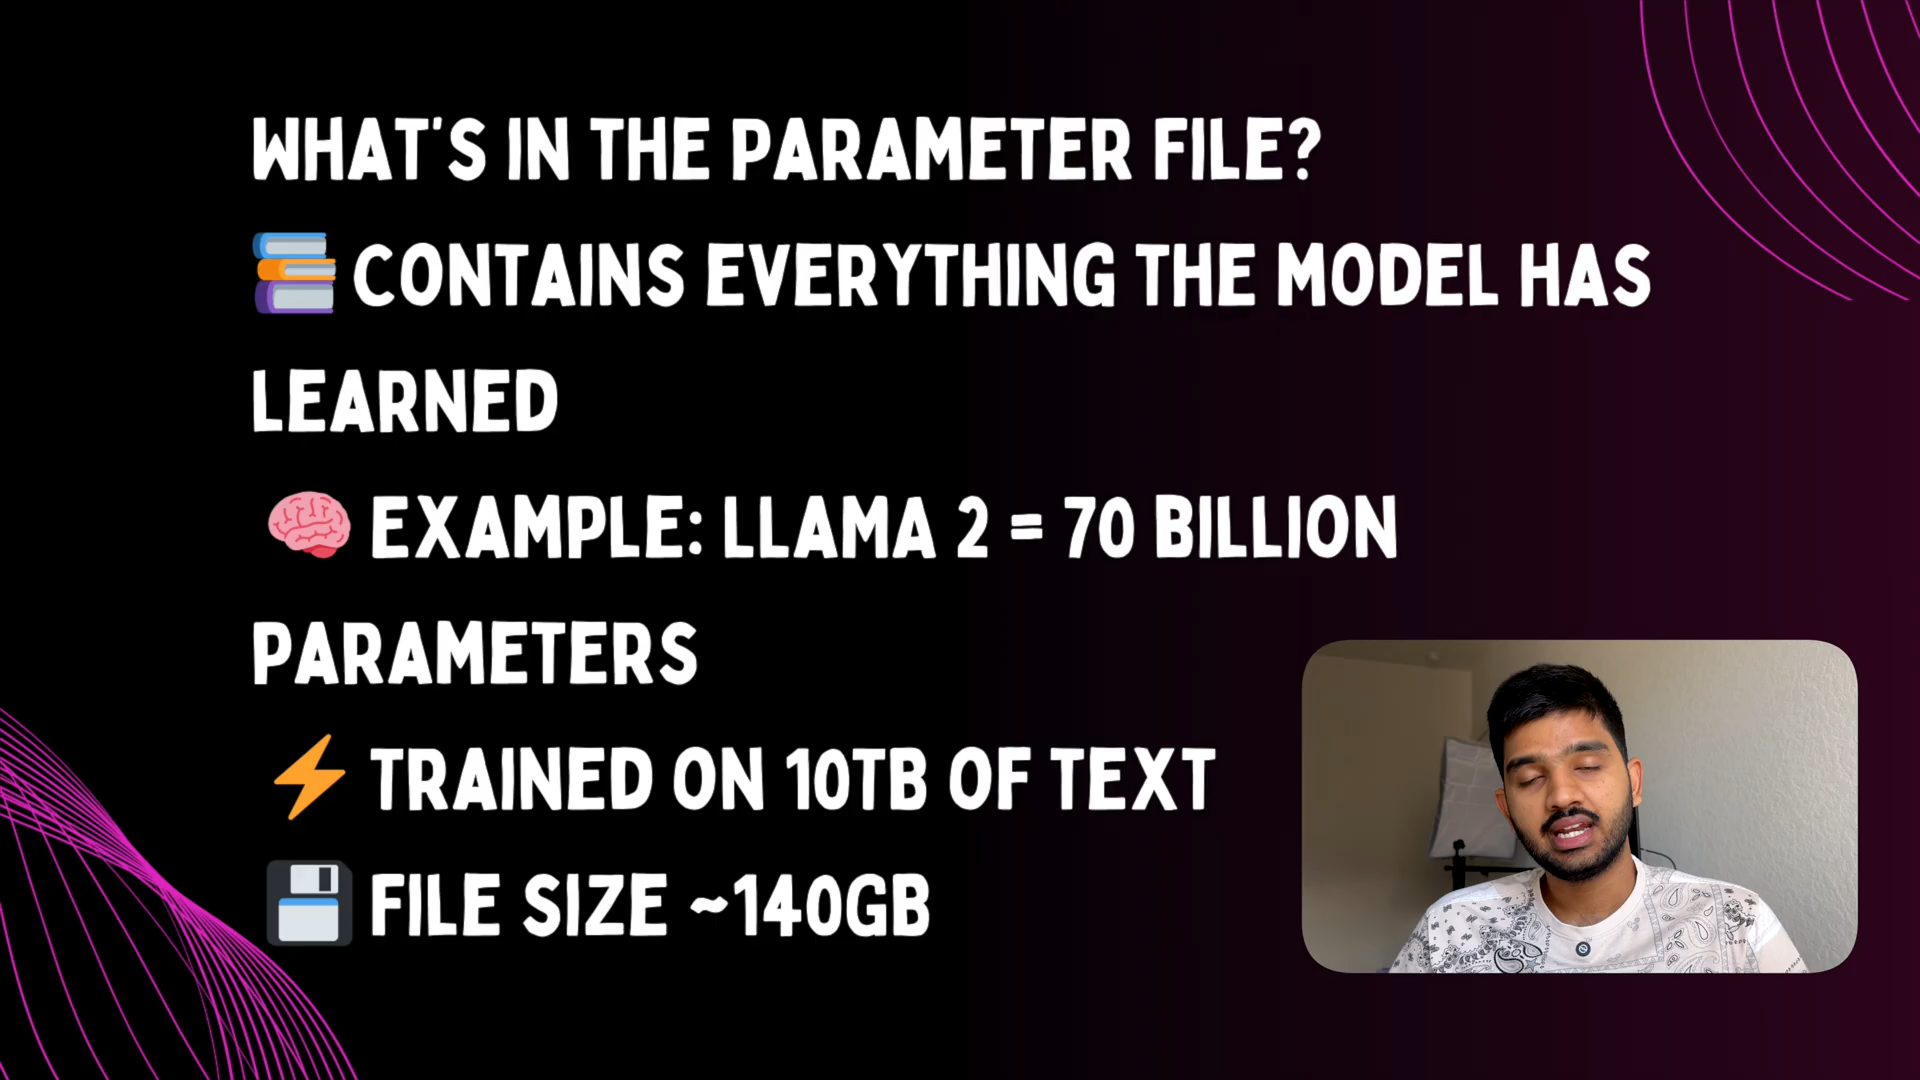 WHAT'S IN THE PARAMETER FILE?
📚 CONTAINS EVERYTHING THE MODEL HAS
LEARNED
🧠 EXAMPLE: LLAMA 2 = 70 BILLION
PARAMETERS
⚡ TRAINED ON 10TB OF TEXT
💾 FILE SIZE ~140GB